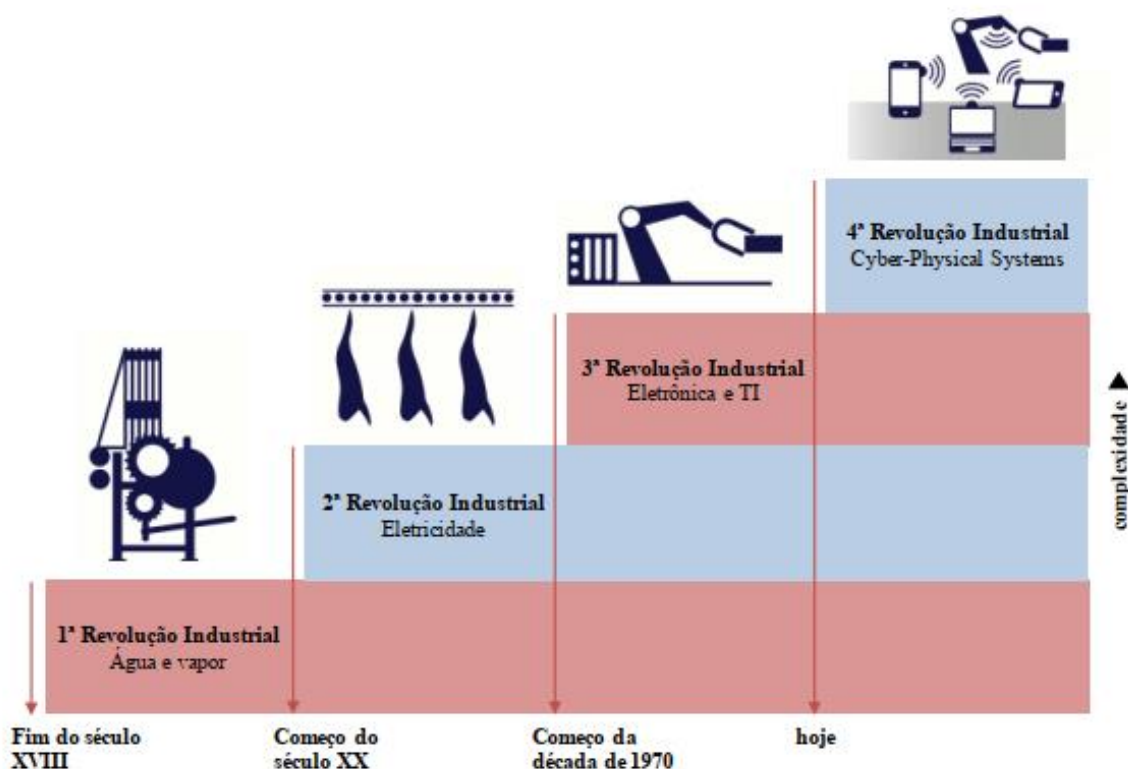 4ª Revolução Industrial
Cyber-Physical Systems
3ª Revolução Industrial
Eletrônica e TI
2ª Revolução Industrial
Eletricidade
1ª Revolução Industrial
Água e vapor
complexidade
Fim do século
XVIII
Começo do
século XX
Começo da
década de 1970
hoje